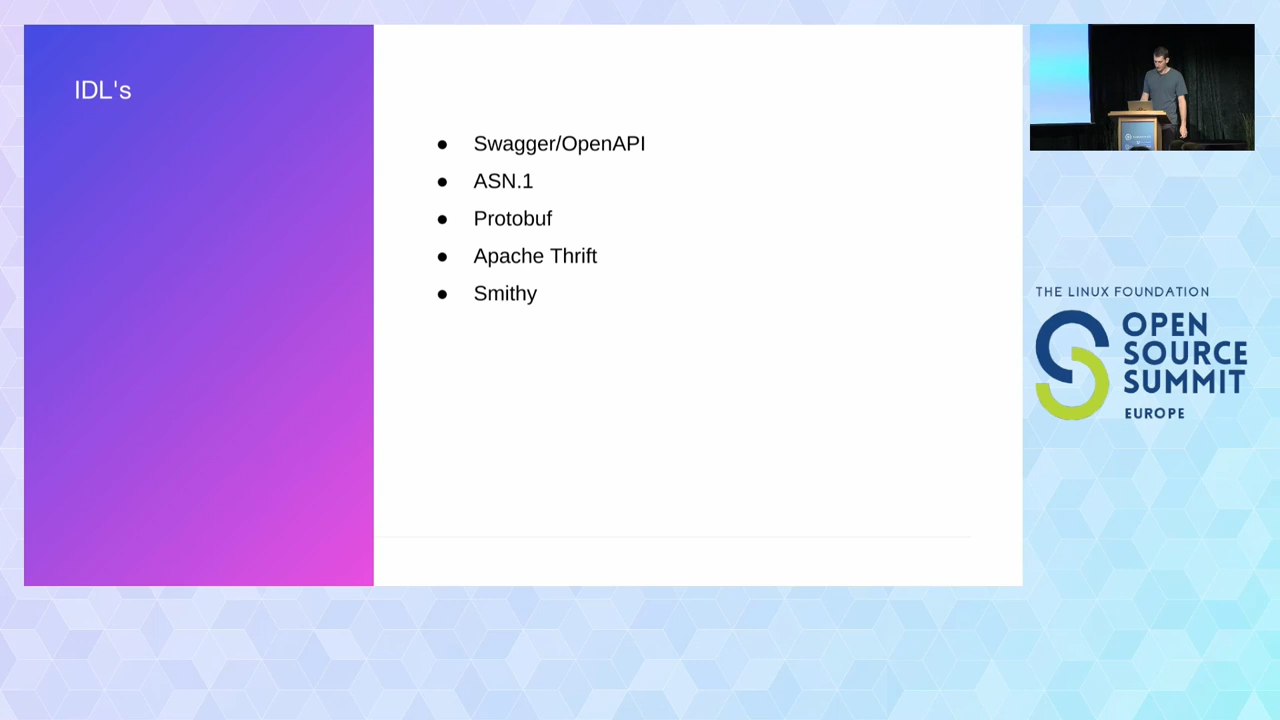 IDL's
Swagger/OpenAPI
ASN.1
Protobuf
Apache Thrift
Smithy
THE LINUX FOUNDATION
OPEN
SOURCE
SUMMIT
EUROPE